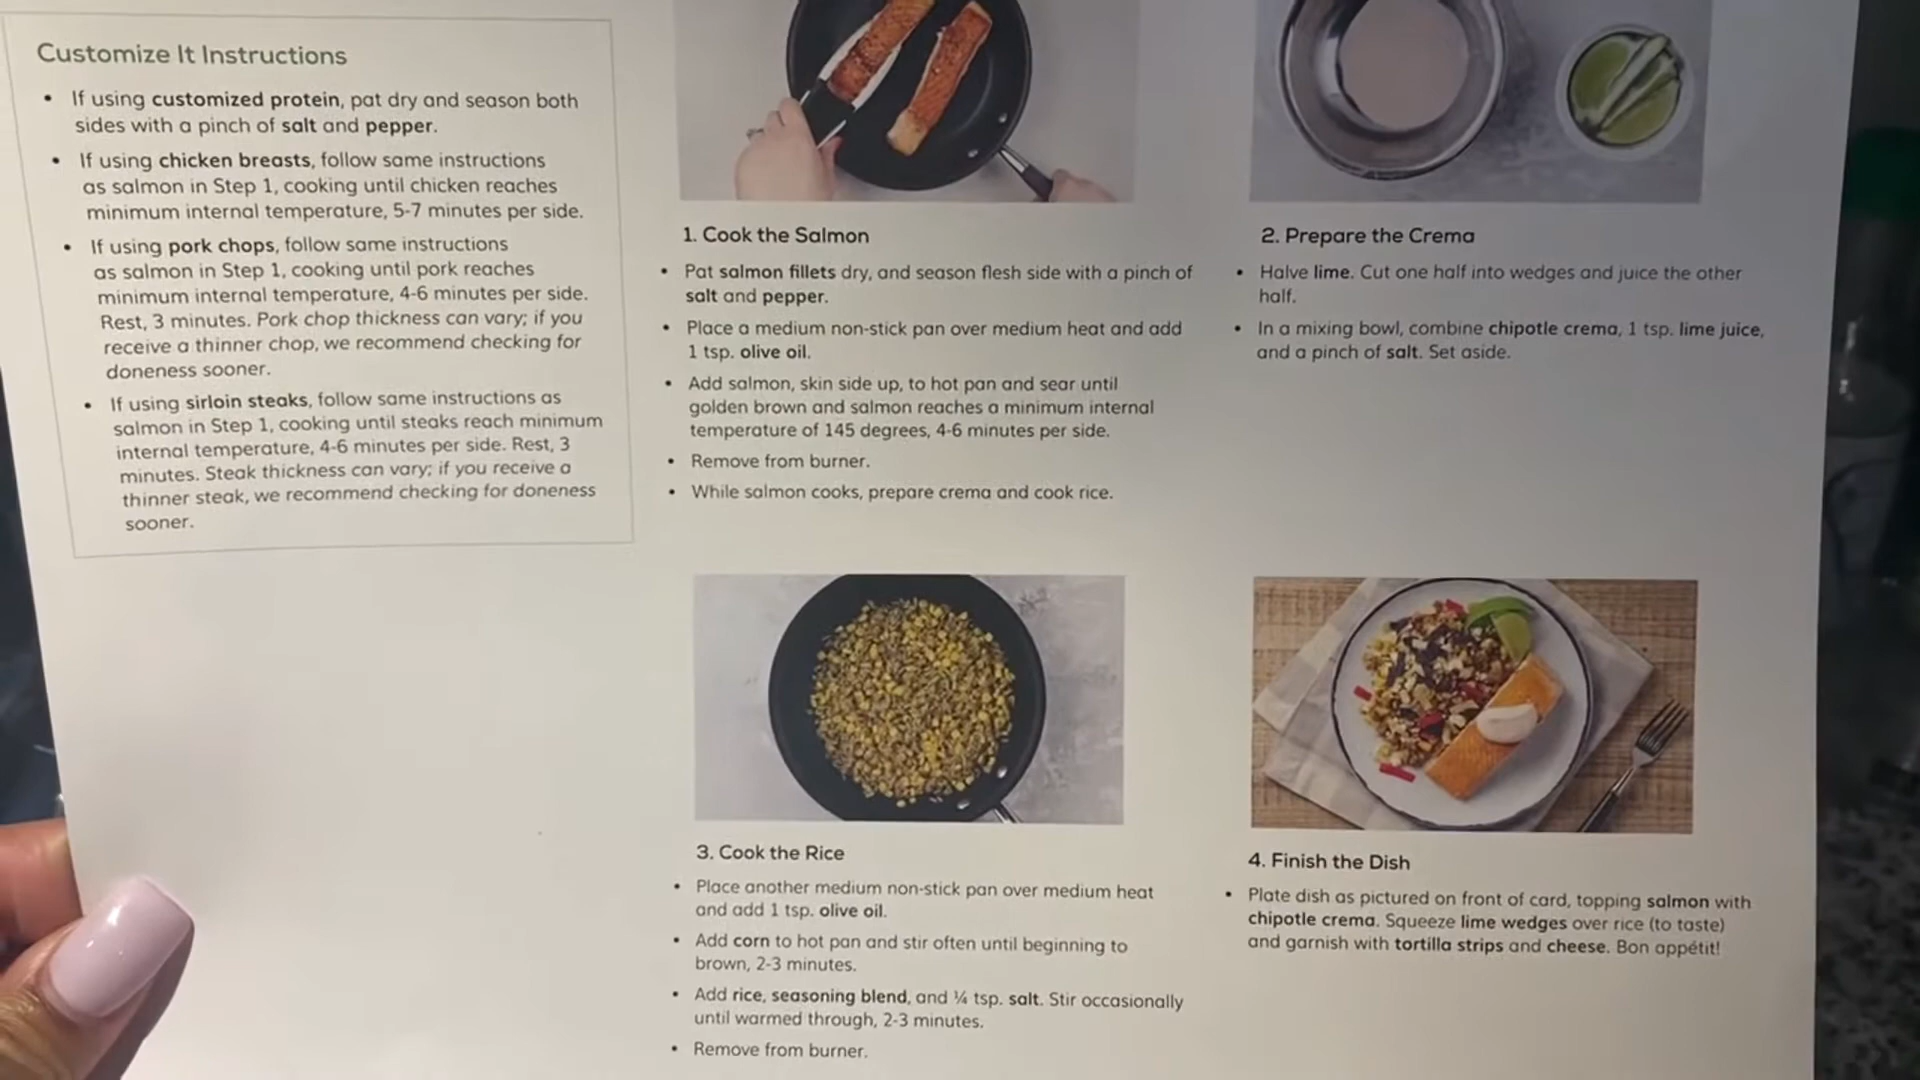 Customize It Instructions
• If using customized protein, pat dry and season both
sides with a pinch of salt and pepper.
• If using chicken breasts, follow same instructions
as salmon in Step 1, cooking until chicken reaches
minimum internal temperature, 5-7 minutes per side.
• If using pork chops, follow same instructions
as salmon in Step 1, cooking until pork reaches
minimum internal temperature, 4-6 minutes per side.
Rest, 3 minutes. Pork chop thickness can vary; if you
receive a thinner chop, we recommend checking for
doneness sooner.
• If using sirloin steaks, follow same instructions as
salmon in Step 1, cooking until steaks reach minimum
internal temperature, 4-6 minutes per side. Rest, 3
minutes. Steak thickness can vary; if you receive a
thinner steak, we recommend checking for doneness
sooner.
1. Cook the Salmon
• Pat salmon fillets dry, and season flesh side with a pinch of
salt and pepper.
• Place a medium non-stick pan over medium heat and add
1 tsp. olive oil.
• Add salmon, skin side up, to hot pan and sear until
golden brown and salmon reaches a minimum internal
temperature of 145 degrees, 4-6 minutes per side.
• Remove from burner.
• While salmon cooks, prepare crema and cook rice.
2. Prepare the Crema
• Halve lime. Cut one half into wedges and juice the other
half.
• In a mixing bowl, combine chipotle crema, 1 tsp. lime juice,
and a pinch of salt. Set aside.
3. Cook the Rice
• Place another medium non-stick pan over medium heat
and add 1 tsp. olive oil.
• Add corn to hot pan and stir often until beginning to
brown, 2-3 minutes.
• Add rice, seasoning blend, and ¼ tsp. salt. Stir occasionally
until warmed through, 2-3 minutes.
• Remove from burner.
4. Finish the Dish
• Plate dish as pictured on front of card, topping salmon with
chipotle crema. Squeeze lime wedges over rice (to taste)
and garnish with tortilla strips and cheese. Bon appétit!